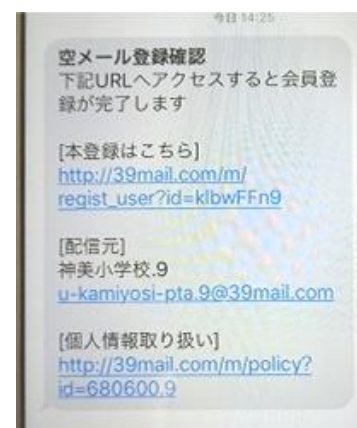 今日 14:25
空メール登録確認
下記URLへアクセスすると会員登
録が完了します
[本登録はこちら]
http://39mail.com/m/
regist_user?id=klbwFFn9
[配信元]
神美小学校.9
u-kamiyosi-pta.9@39mail.com
[個人情報取り扱い]
http://39mail.com/m/policy?
id=680600.9